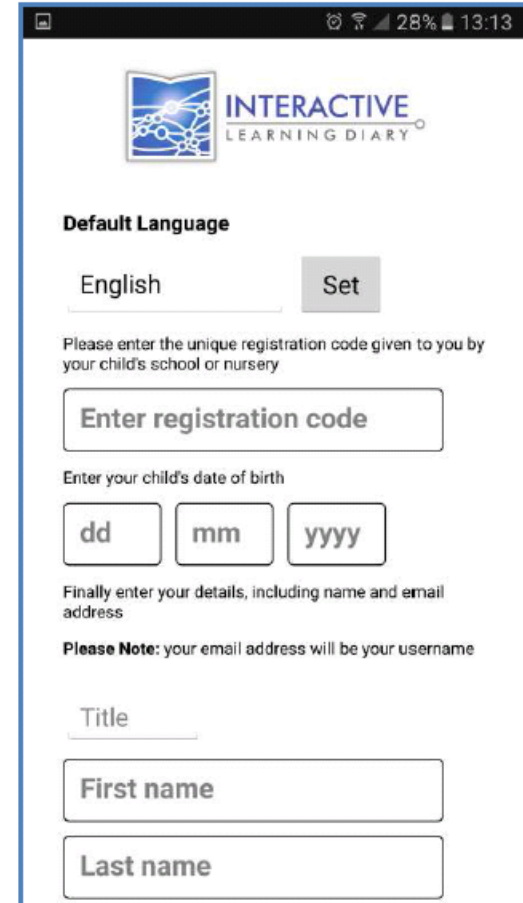 28% 13:13
INTERACTIVE
LEARNING DIARY
Default Language
English
Set
Please enter the unique registration code given to you by
your child's school or nursery
Enter registration code
Enter your child's date of birth
dd
mm
yyyy
Finally enter your details, including name and email
address
Please Note: your email address will be your username
Title
First name
Last name